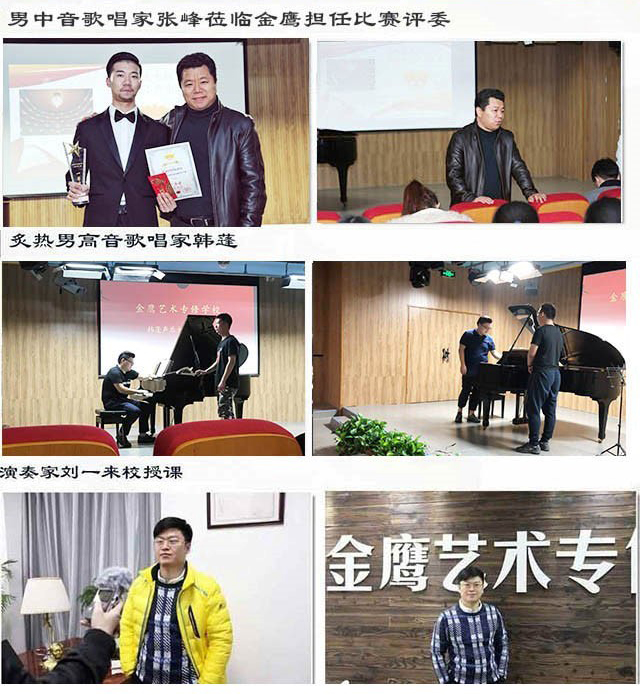 男中音歌唱家张峰莅临金鹰担任比赛评委
炙热男高音歌唱家韩蓬
金鹰艺术专修学校
演奏家刘一来校授课
金鹰艺术专修